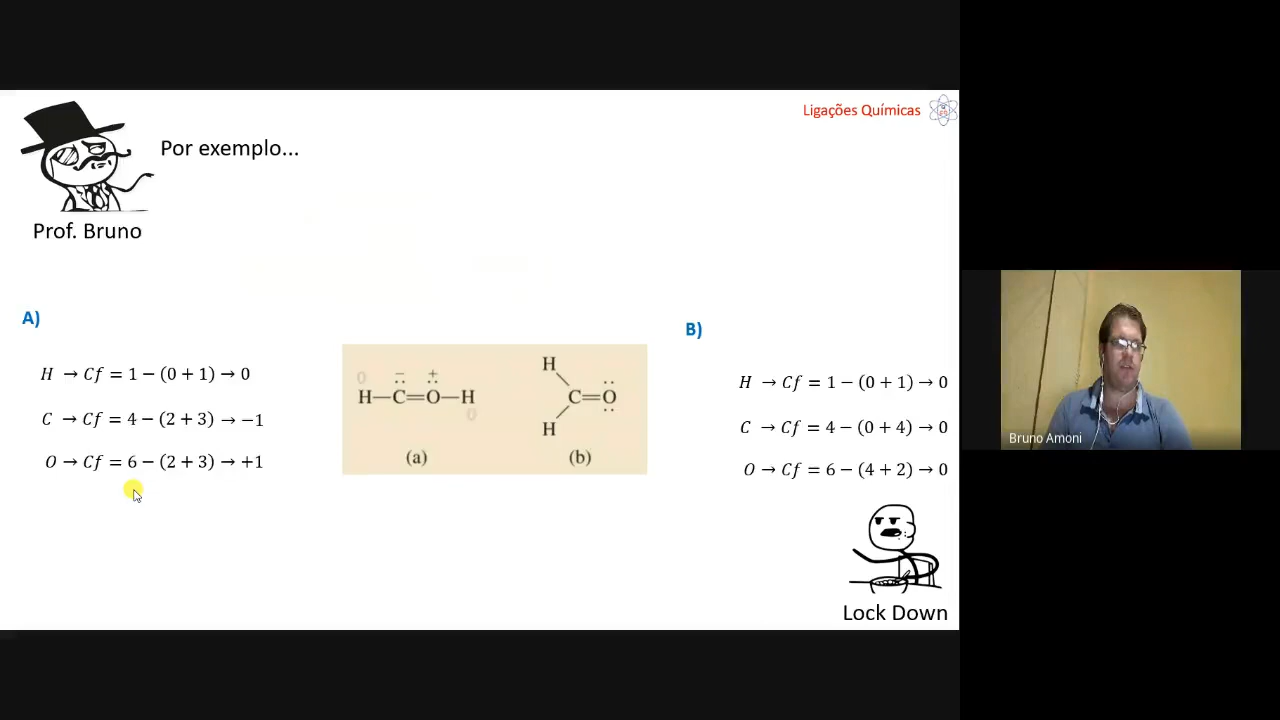 Ligações Químicas
Por exemplo...
Prof. Bruno
A)
H → Cf = 1 − (0 + 1) → 0
C → Cf = 4 − (2 + 3) → −1
O → Cf = 6 − (2 + 3) → +1
0 − +
H—C=O—H
0
(a)
H
C=O
H
(b)
B)
H → Cf = 1 − (0 + 1) → 0
C → Cf = 4 − (0 + 4) → 0
O → Cf = 6 − (4 + 2) → 0
Lock Down
Bruno Amoni